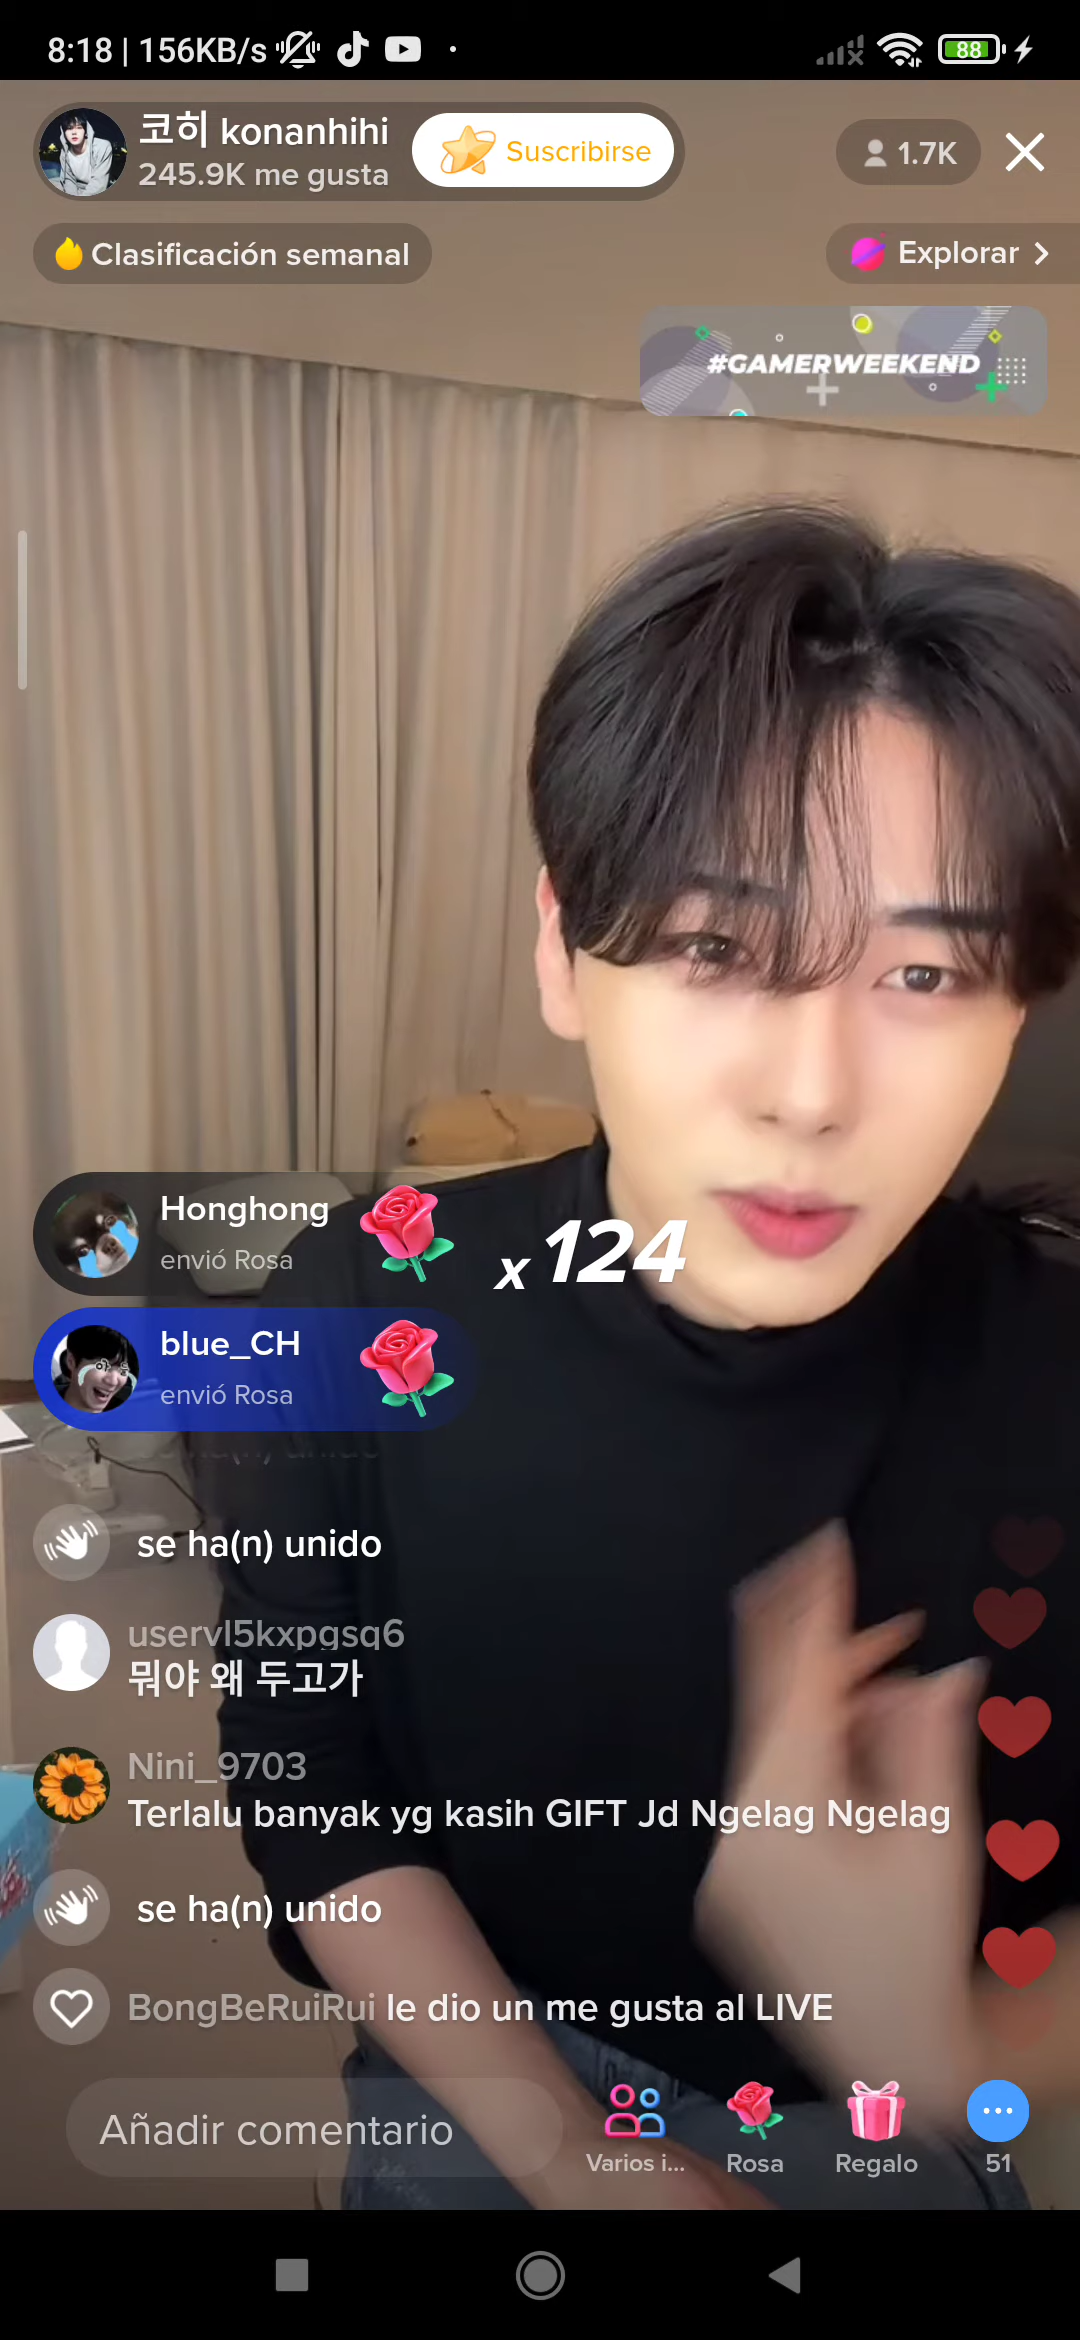 8:18 | 156KB/s
88
코히 konanhihi
245.9K me gusta
Suscribirse
1.7K
Clasificación semanal
Explorar
#GAMERWEEKEND
Honghong
envió Rosa
x 124
blue_CH
envió Rosa
se ha(n) unido
uservl5kxpgsq6
뭐야 왜 두고가
Nini_9703
Terlalu banyak yg kasih GIFT Jd Ngelag Ngelag
se ha(n) unido
BongBeRuiRui le dio un me gusta al LIVE
Añadir comentario
Varios i...
Rosa
Regalo
51